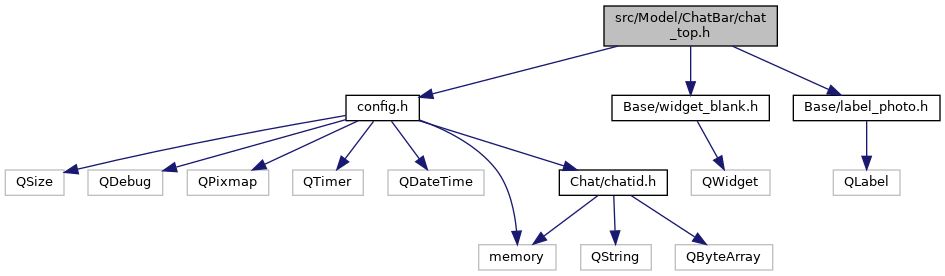 src/Model/ChatBar/chat
_top.h
config.h
Base/widget_blank.h
Base/label_photo.h
QSize
QDebug
QPixmap
QTimer
QDateTime
Chat/chatid.h
QWidget
QLabel
memory
QString
QByteArray